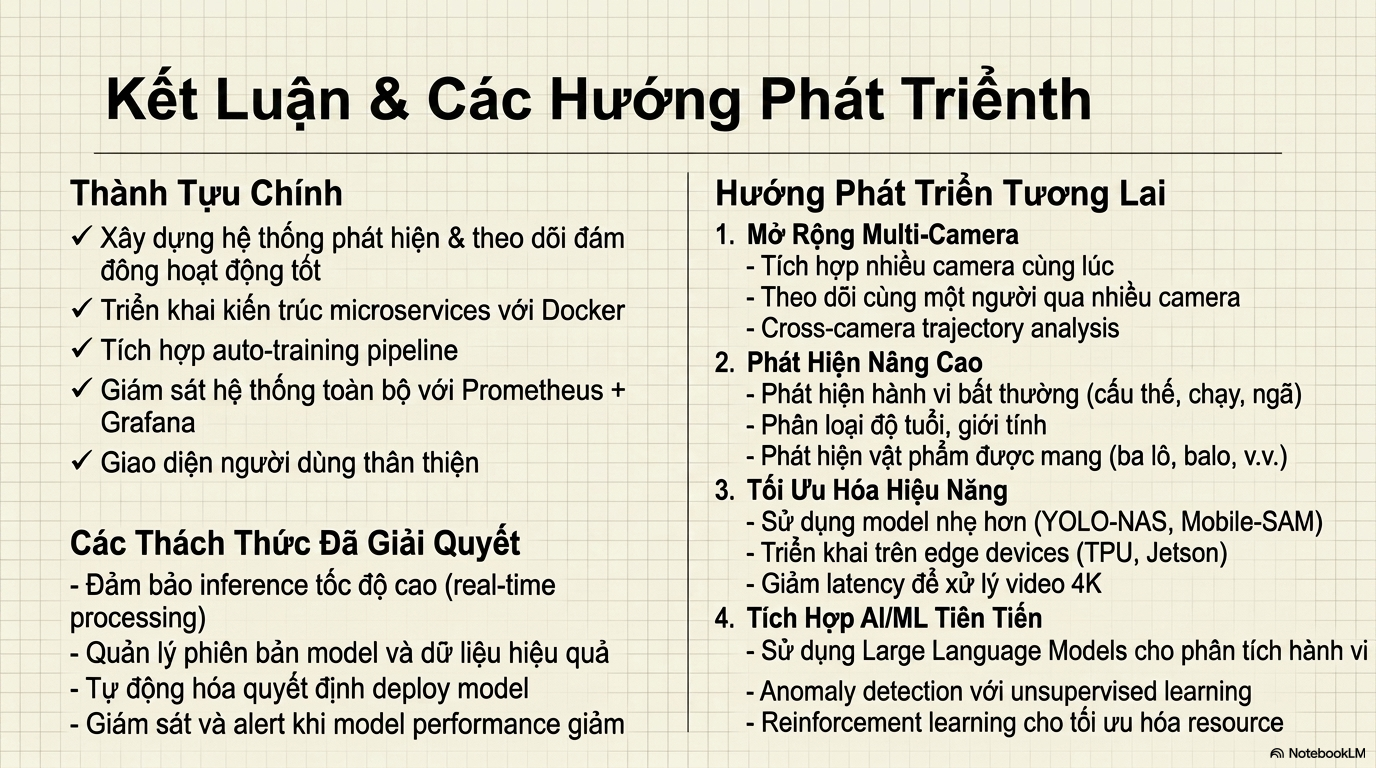 Kết Luận & Các Hướng Phát Triểnth
Thành Tựu Chính
✓ Xây dựng hệ thống phát hiện & theo dõi đám
đông hoạt động tốt
✓ Triển khai kiến trúc microservices với Docker
✓ Tích hợp auto-training pipeline
✓ Giám sát hệ thống toàn bộ với Prometheus +
Grafana
✓ Giao diện người dùng thân thiện
Các Thách Thức Đã Giải Quyết
- Đảm bảo inference tốc độ cao (real-time
processing)
- Quản lý phiên bản model và dữ liệu hiệu quả
- Tự động hóa quyết định deploy model
- Giám sát và alert khi model performance giảm
Hướng Phát Triển Tương Lai
1. Mở Rộng Multi-Camera
- Tích hợp nhiều camera cùng lúc
- Theo dõi cùng một người qua nhiều camera
- Cross-camera trajectory analysis
2. Phát Hiện Nâng Cao
- Phát hiện hành vi bất thường (cấu thế, chạy, ngã)
- Phân loại độ tuổi, giới tính
- Phát hiện vật phẩm được mang (ba lô, balo, v.v.)
3. Tối Ưu Hóa Hiệu Năng
- Sử dụng model nhẹ hơn (YOLO-NAS, Mobile-SAM)
- Triển khai trên edge devices (TPU, Jetson)
- Giảm latency để xử lý video 4K
4. Tích Hợp AI/ML Tiên Tiến
- Sử dụng Large Language Models cho phân tích hành vi
- Anomaly detection với unsupervised learning
- Reinforcement learning cho tối ưu hóa resource
NotebookLM